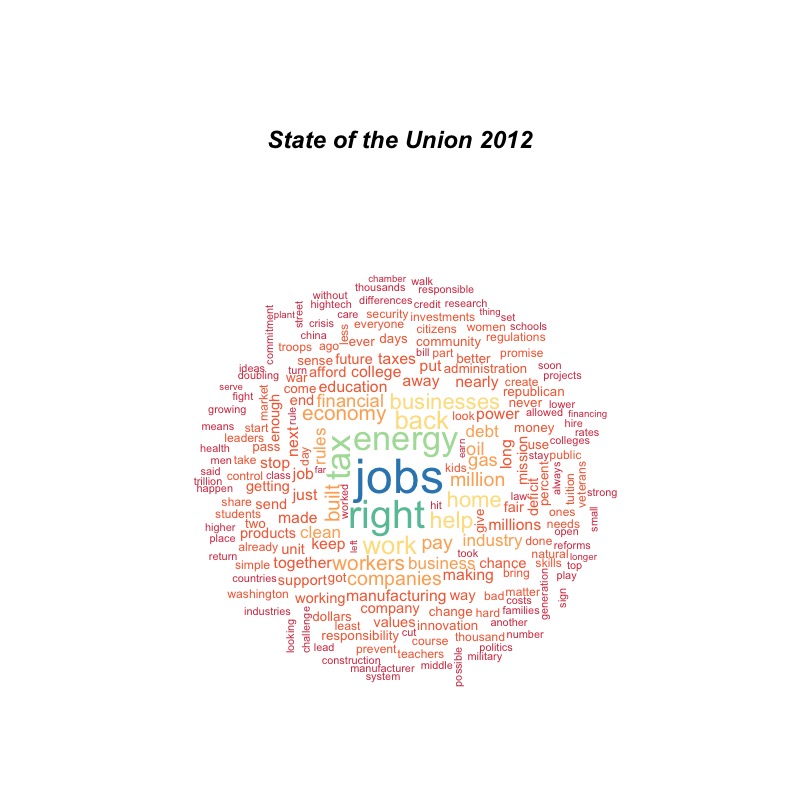 State of the Union 2012
chamber walk
thousands responsible
without
hightech differences credit research
plant street care security investments thing set
commitment crisis less everyone citizens women schools
china ever days community regulations
troops ago bill part promise
sense future taxes put better
ideas turn afford college administration soon
doubling war away nearly create projects
serve come education republican
fight market end financial businesses never lower
growing enough rule economy back look power allowed financing
means start next rules debt money hire
leaders energy earn long mission use rates
pass day tax oil colleges
health stop stay public
men take far gas always
said control class job jobs kids percent veterans
trillion getting million deficit tuition
happen just built worked home law strong
share send right hit fair small
higher two made help give millions needs
students ones
place products clean open
already unit keep left work pay industry done reforms
return took natural longer
simple together workers business chance skills top
countries support got companies making bring play
washington working manufacturing way bad matter generation sign
industries company change hard costs
looking challenge dollars values families
least innovation another
responsibility cut thousand number
lead course politics
prevent teachers
construction possible military
manufacturer middle
system